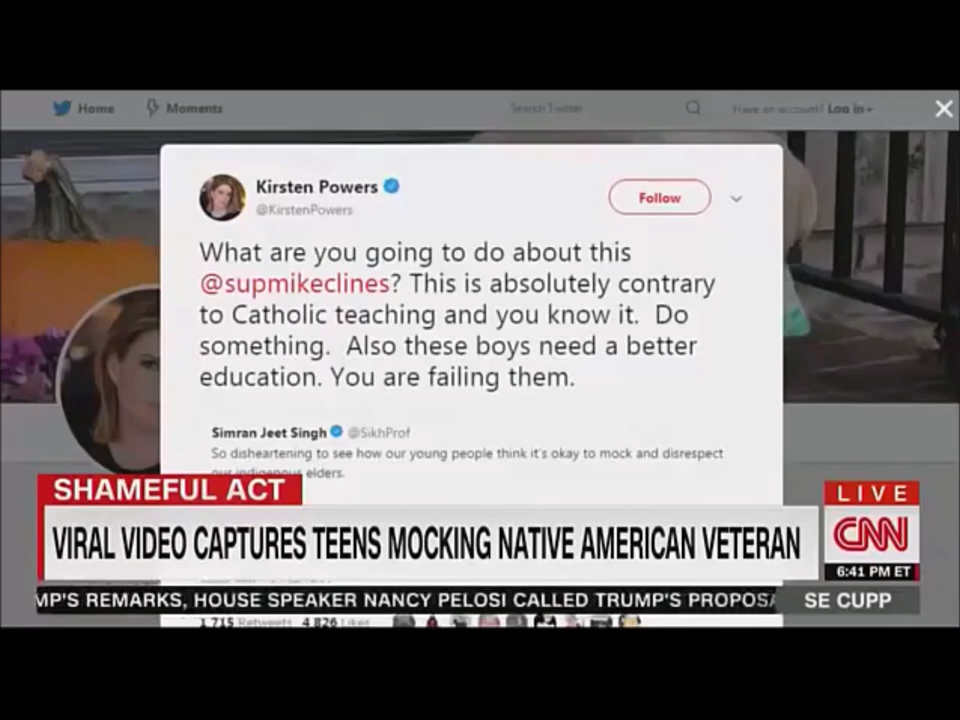 Home Moments Search Twitter Have an account? Log in
Kirsten Powers
@KirstenPowers
Follow
What are you going to do about this
@supmikeclines? This is absolutely contrary
to Catholic teaching and you know it. Do
something. Also these boys need a better
education. You are failing them.
Simran Jeet Singh @SikhProf
So disheartening to see how our young people think it's okay to mock and disrespect
our indigenous elders.
SHAMEFUL ACT
VIRAL VIDEO CAPTURES TEENS MOCKING NATIVE AMERICAN VETERAN
LIVE
CNN
6:41 PM ET
MP'S REMARKS, HOUSE SPEAKER NANCY PELOSI CALLED TRUMP'S PROPOSA
SE CUPP
1,715 Retweets 4,826 Likes